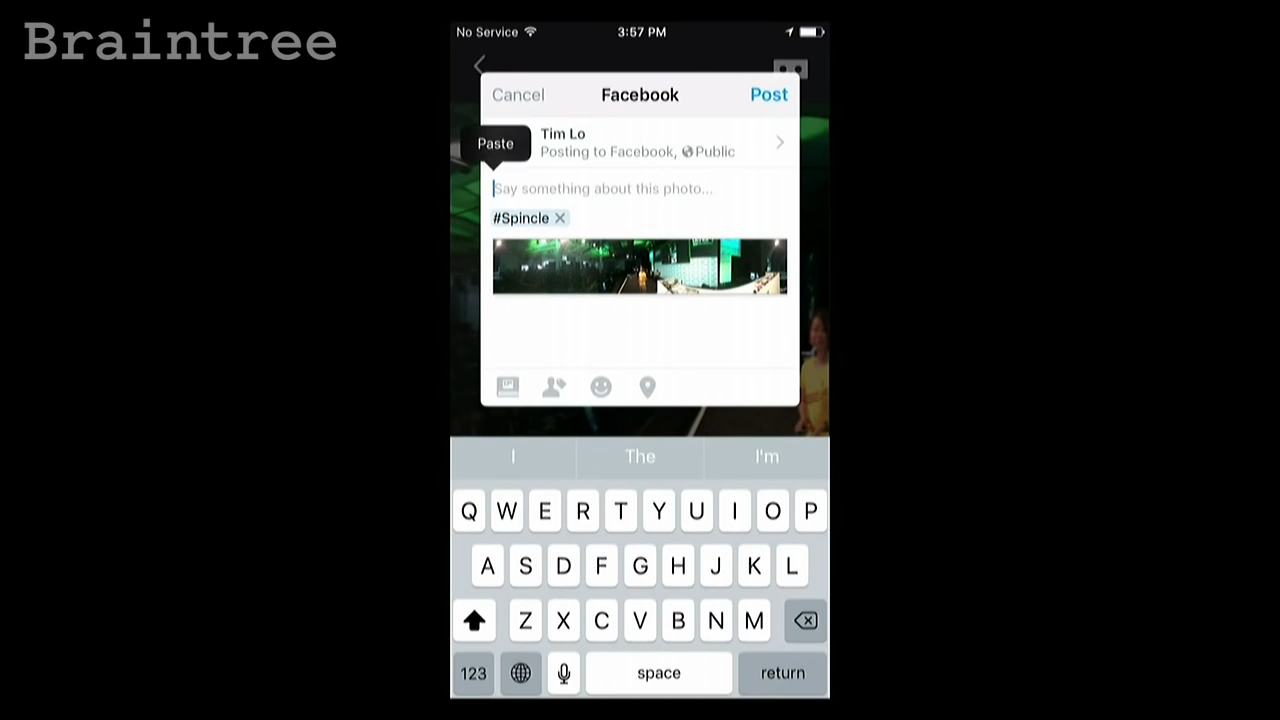 Braintree
No Service 3:57 PM
Cancel Facebook Post
Tim Lo
Paste
Posting to Facebook, Public
Say something about this photo...
#Spincle
I The I'm
Q W E R T Y U I O P
A S D F G H J K L
Z X C V B N M
123 space return